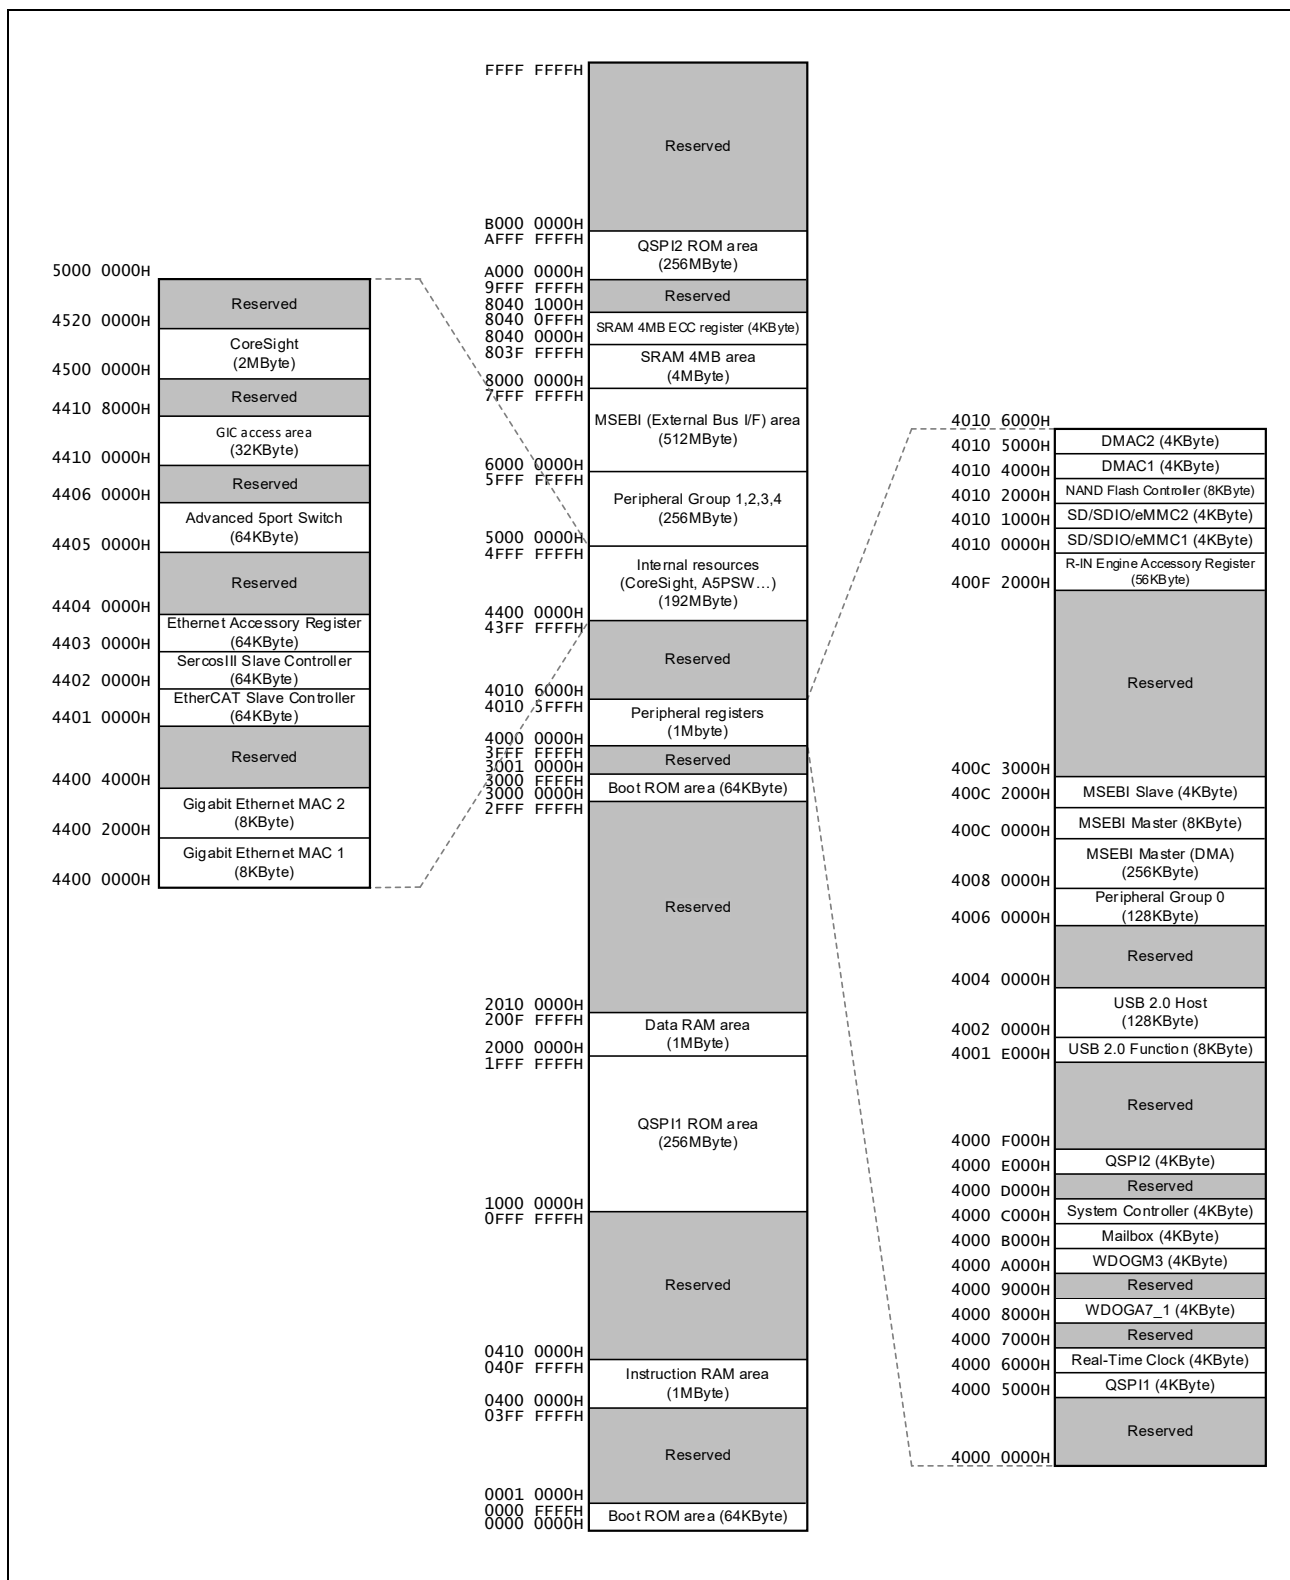 5000 0000H
Reserved
4520 0000H
CoreSight
(2MByte)
4500 0000H
Reserved
4410 8000H
GIC access area
(32KByte)
4410 0000H
Reserved
4406 0000H
Advanced 5port Switch
(64KByte)
4405 0000H
Reserved
4404 0000H
Ethernet Accessory Register
(64KByte)
4403 0000H
SercosIII Slave Controller
(64KByte)
4402 0000H
EtherCAT Slave Controller
(64KByte)
4401 0000H
Reserved
4400 4000H
Gigabit Ethernet MAC 2
(8KByte)
4400 2000H
Gigabit Ethernet MAC 1
(8KByte)
4400 0000H
FFFF FFFFH
Reserved
B000 0000H
AFFF FFFFH
QSPI2 ROM area
(256MByte)
A000 0000H
9FFF FFFFH
Reserved
8040 1000H
8040 0FFFH
SRAM 4MB ECC register (4KByte)
8040 0000H
803F FFFFH
SRAM 4MB area
(4MByte)
8000 0000H
7FFF FFFFH
MSEBI (External Bus I/F) area
(512MByte)
6000 0000H
5FFF FFFFH
Peripheral Group 1,2,3,4
(256MByte)
5000 0000H
4FFF FFFFH
Internal resources
(CoreSight, A5PSW...)
(192MByte)
4400 0000H
43FF FFFFH
Reserved
4010 6000H
4010 5FFFH
Peripheral registers
(1Mbyte)
4000 0000H
3FFF FFFFH
Reserved
3001 0000H
3000 FFFFH
Boot ROM area (64KByte)
3000 0000H
2FFF FFFFH
Reserved
2010 0000H
200F FFFFH
Data RAM area
(1MByte)
2000 0000H
1FFF FFFFH
QSPI1 ROM area
(256MByte)
1000 0000H
0FFF FFFFH
Reserved
0410 0000H
040F FFFFH
Instruction RAM area
(1MByte)
0400 0000H
03FF FFFFH
Reserved
0001 0000H
0000 FFFFH
Boot ROM area (64KByte)
0000 0000H
4010 6000H
DMAC2 (4KByte)
4010 5000H
DMAC1 (4KByte)
4010 4000H
NAND Flash Controller (8KByte)
4010 2000H
SD/SDIO/eMMC2 (4KByte)
4010 1000H
SD/SDIO/eMMC1 (4KByte)
4010 0000H
R-IN Engine Accessory Register
(56KByte)
400F 2000H
Reserved
400C 3000H
MSEBI Slave (4KByte)
400C 2000H
MSEBI Master (8KByte)
400C 0000H
MSEBI Master (DMA)
(256KByte)
4008 0000H
Peripheral Group 0
(128KByte)
4006 0000H
Reserved
4004 0000H
USB 2.0 Host
(128KByte)
4002 0000H
USB 2.0 Function (8KByte)
4001 E000H
Reserved
4000 F000H
QSPI2 (4KByte)
4000 E000H
Reserved
4000 D000H
System Controller (4KByte)
4000 C000H
Mailbox (4KByte)
4000 B000H
WDOGM3 (4KByte)
4000 A000H
Reserved
4000 9000H
WDOGA7_1 (4KByte)
4000 8000H
Reserved
4000 7000H
Real-Time Clock (4KByte)
4000 6000H
QSPI1 (4KByte)
4000 5000H
Reserved
4000 0000H